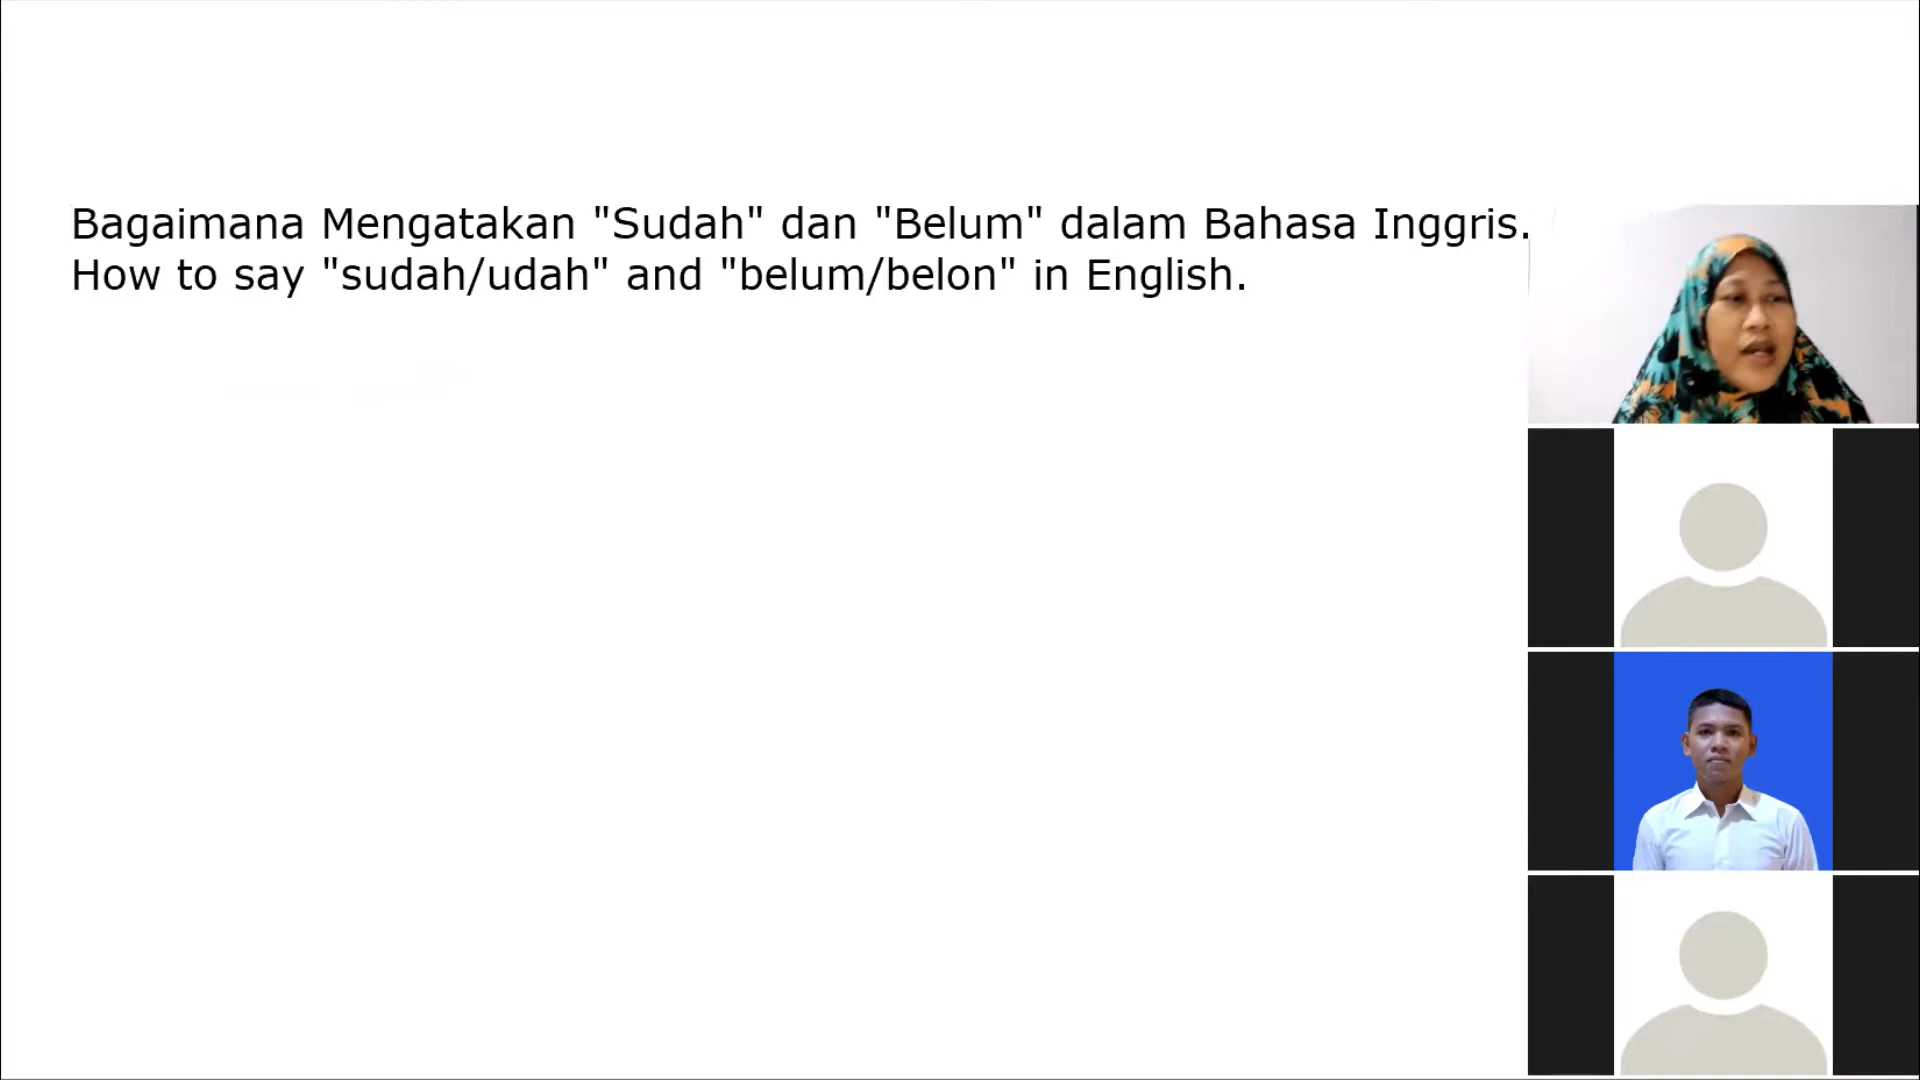 Bagaimana Mengatakan "Sudah" dan "Belum" dalam Bahasa Inggris.
How to say "sudah/udah" and "belum/belon" in English.